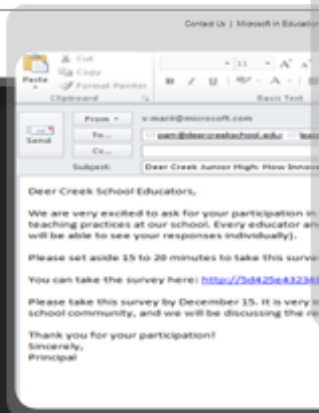 Contact Us | Microsoft in Education
Cut
Copy
Format Painter
Paste
Clipboard
11
A A
B I U A
Basic Text
From
v.marit@microsoft.com
Send
To...
pam@deercreekschool.edu;
Cc...
Subject:
Deer Creek Junior High: How Innov
Deer Creek School Educators,
We are very excited to ask for your participation in
teaching practices at our school. Every educator an
will be able to see your responses individually).
Please set aside 15 to 20 minutes to take this surve
You can take the survey here:
Please take this survey by December 15. It is very i
school community, and we will be discussing the re
Thank you for your participation!
Sincerely,
Principal